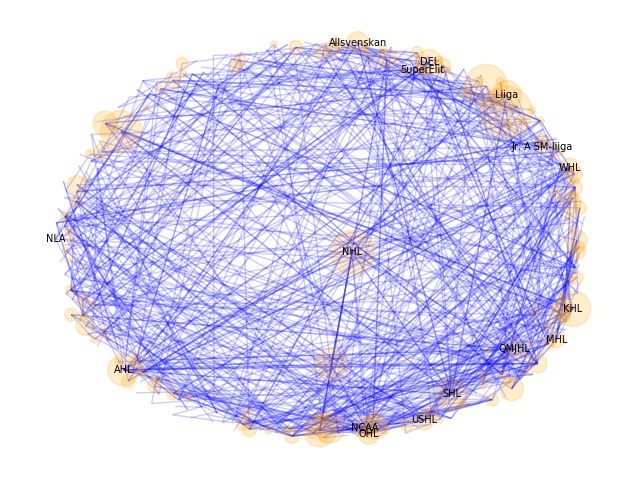 Allsvenskan
DEL
SuperElit
Liiga
Jr. A SM-liiga
WHL
NLA
NHL
KHL
MHL
QMJHL
AHL
SHL
USHL
NCAA
OHL